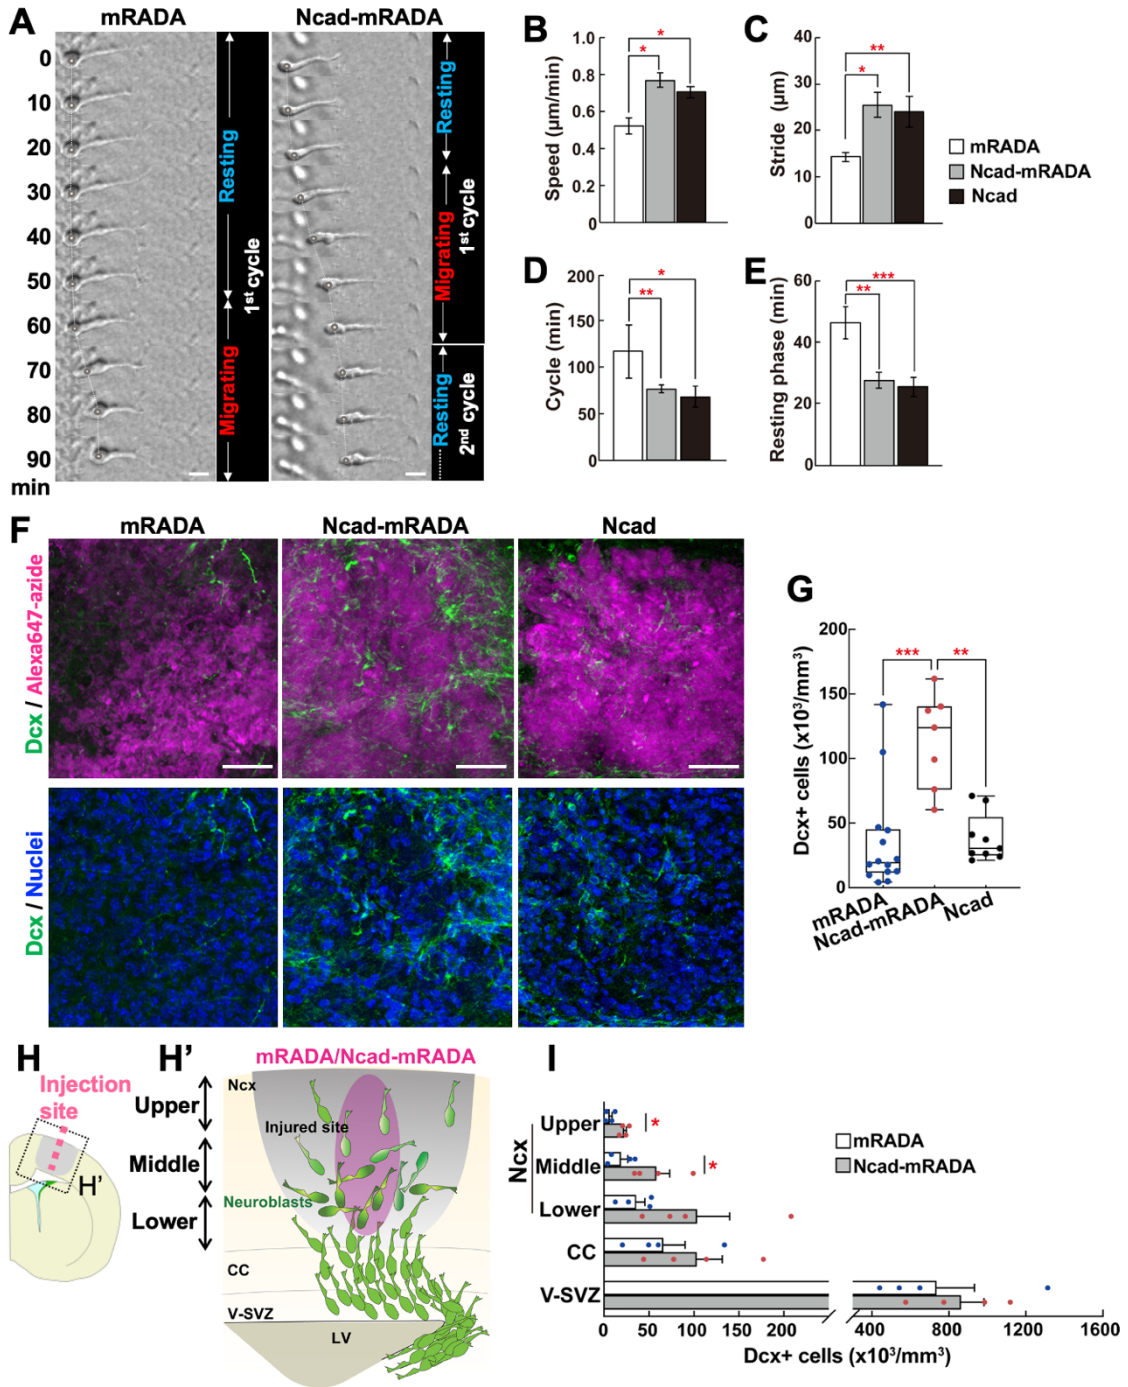 A
mRADA
Ncad-mRADA
0
10
20
30
40
50
60
70
80
90
min
Resting
Migrating
1st cycle
Resting
Migrating
1st cycle
Resting
2nd cycle
B
Speed (µm/min)
1.0
0.8
0.6
0.4
0.2
0
*
*
C
Stride (µm)
40
30
20
10
0
*
**
mRADA
Ncad-mRADA
Ncad
D
Cycle (min)
200
150
100
50
0
**
*
E
Resting phase (min)
60
40
20
0
**
***
F
mRADA
Ncad-mRADA
Ncad
Dcx / Alexa647-azide
Dcx / Nuclei
G
Dcx+ cells (x10³/mm³)
200
150
100
50
0
***
**
mRADA
Ncad-mRADA
Ncad
H
Injection
site
H'
H'
mRADA/Ncad-mRADA
Upper
Middle
Lower
Ncx
Injured site
Neuroblasts
CC
V-SVZ
LV
I
Ncx
Upper
Middle
Lower
CC
V-SVZ
*
*
mRADA
Ncad-mRADA
0 50 100 150 200 400 800 1200 1600
Dcx+ cells (x10³/mm³)